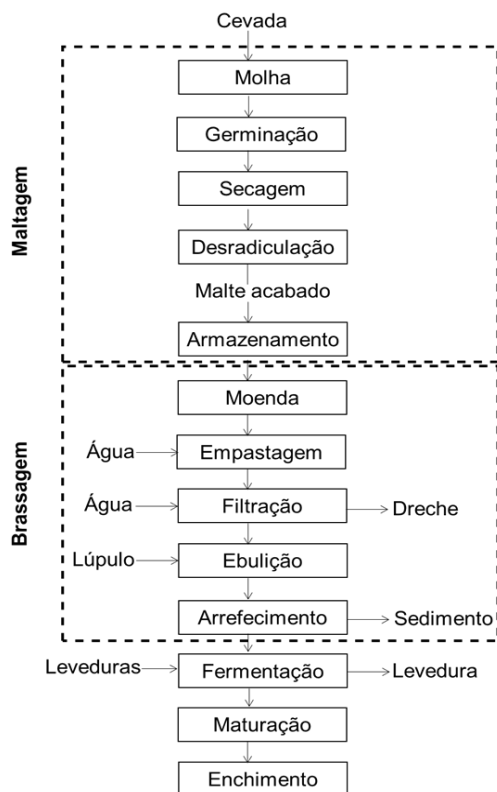 Cevada
Maltagem
Molha
Germinação
Secagem
Desradiculação
Malte acabado
Armazenamento
Brassagem
Moenda
Água
Empastagem
Água
Filtração
Dreche
Lúpulo
Ebulição
Arrefecimento
Sedimento
Leveduras
Fermentação
Levedura
Maturação
Enchimento